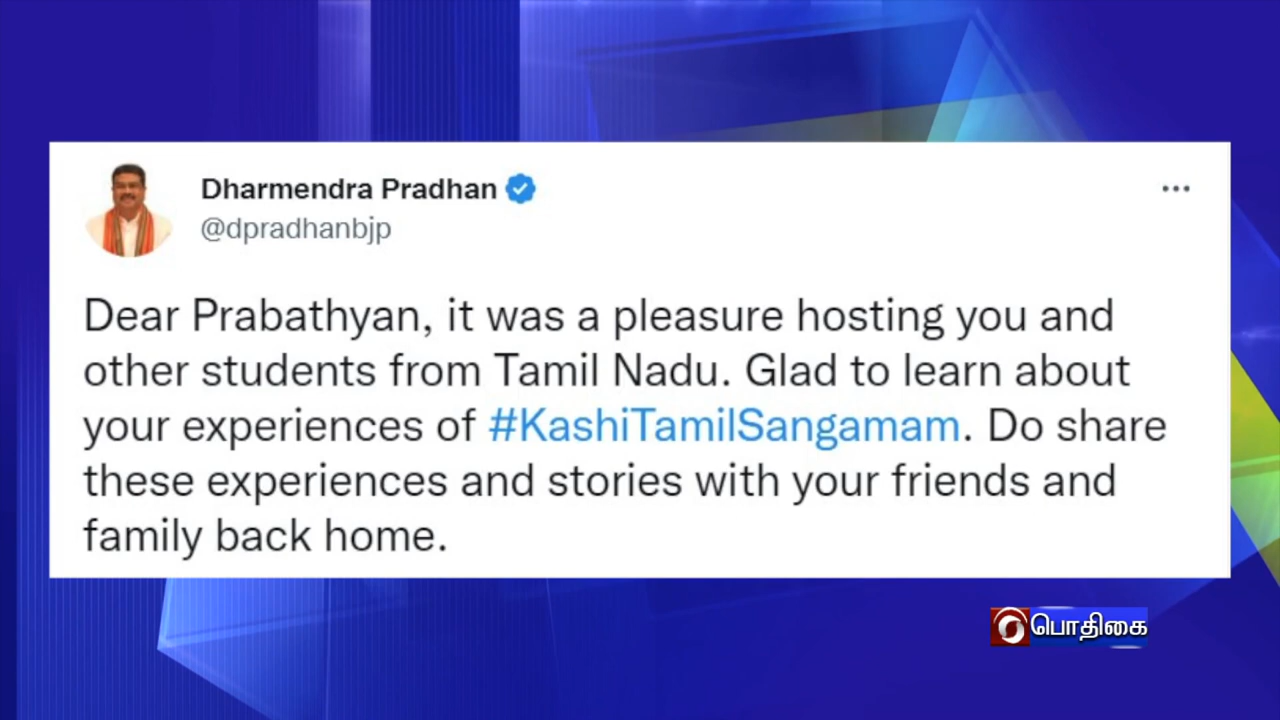 Dharmendra Pradhan
@dpradhanbjp
Dear Prabathyan, it was a pleasure hosting you and
other students from Tamil Nadu. Glad to learn about
your experiences of #KashiTamilSangamam. Do share
these experiences and stories with your friends and
family back home.
பொதிகை